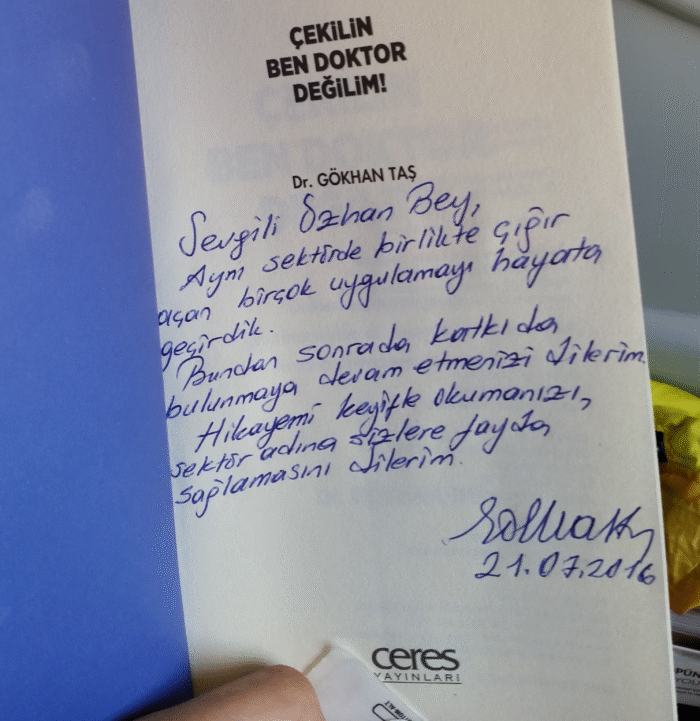 ÇEKİLİN
BEN DOKTOR
DEĞİLİM!
Dr. GÖKHAN TAŞ
Sevgili Özhan Bey,
Aynı sektörde birlikte çığır
açan birçok uygulamayı hayata
geçirdik.
Bundan sonrada katkıda
bulunmaya devam etmenizi dilerim.
Hikayemi keyifle okumanızı,
sektör adına sizlere fayda
sağlamasını dilerim.
21.07.2016
ceres
YAYINLARI